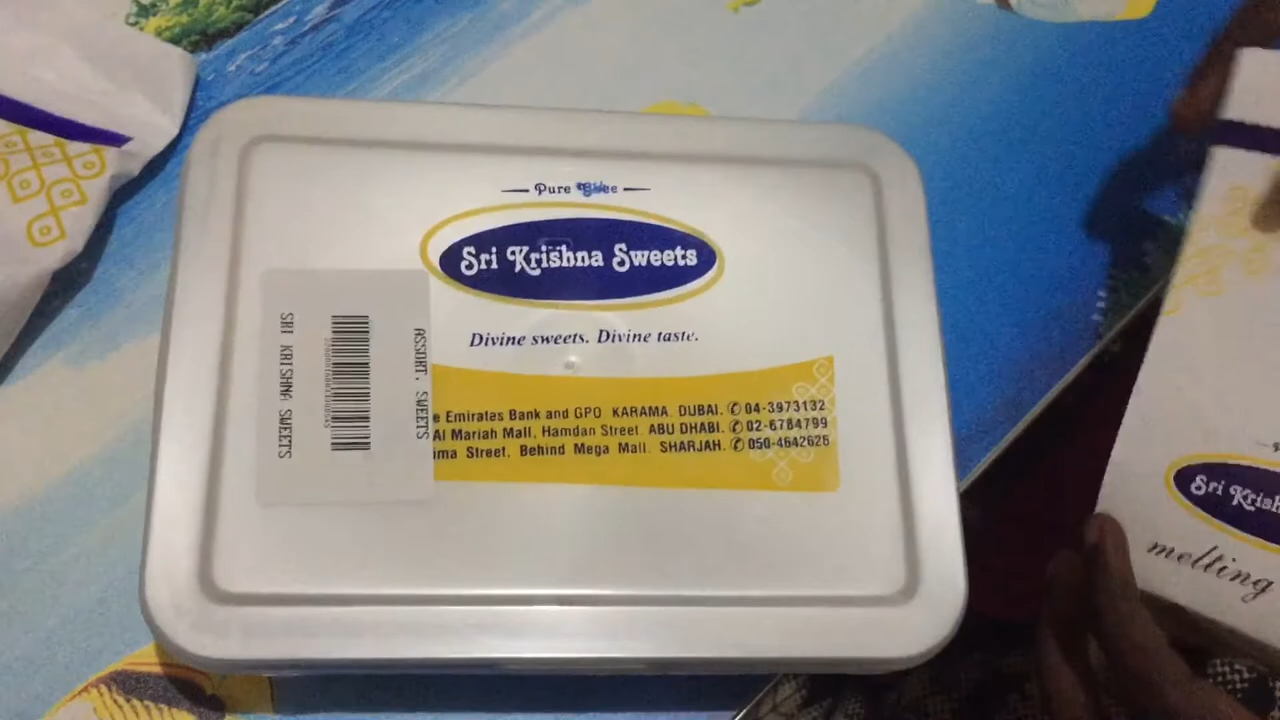 Pure Ghee
Sri Krishna Sweets
Divine sweets. Divine taste.
Emirates Bank and GPO KARAMA. DUBAI. ✆ 04-3973132
Al Mariah Mall, Hamdan Street. ABU DHABI. ✆ 02-6784799
Street, Behind Mega Mall. SHARJAH. ✆ 050-4642626
SRI KRISHNA SWEETS
ASSORT. SWEETS
Sri
melting